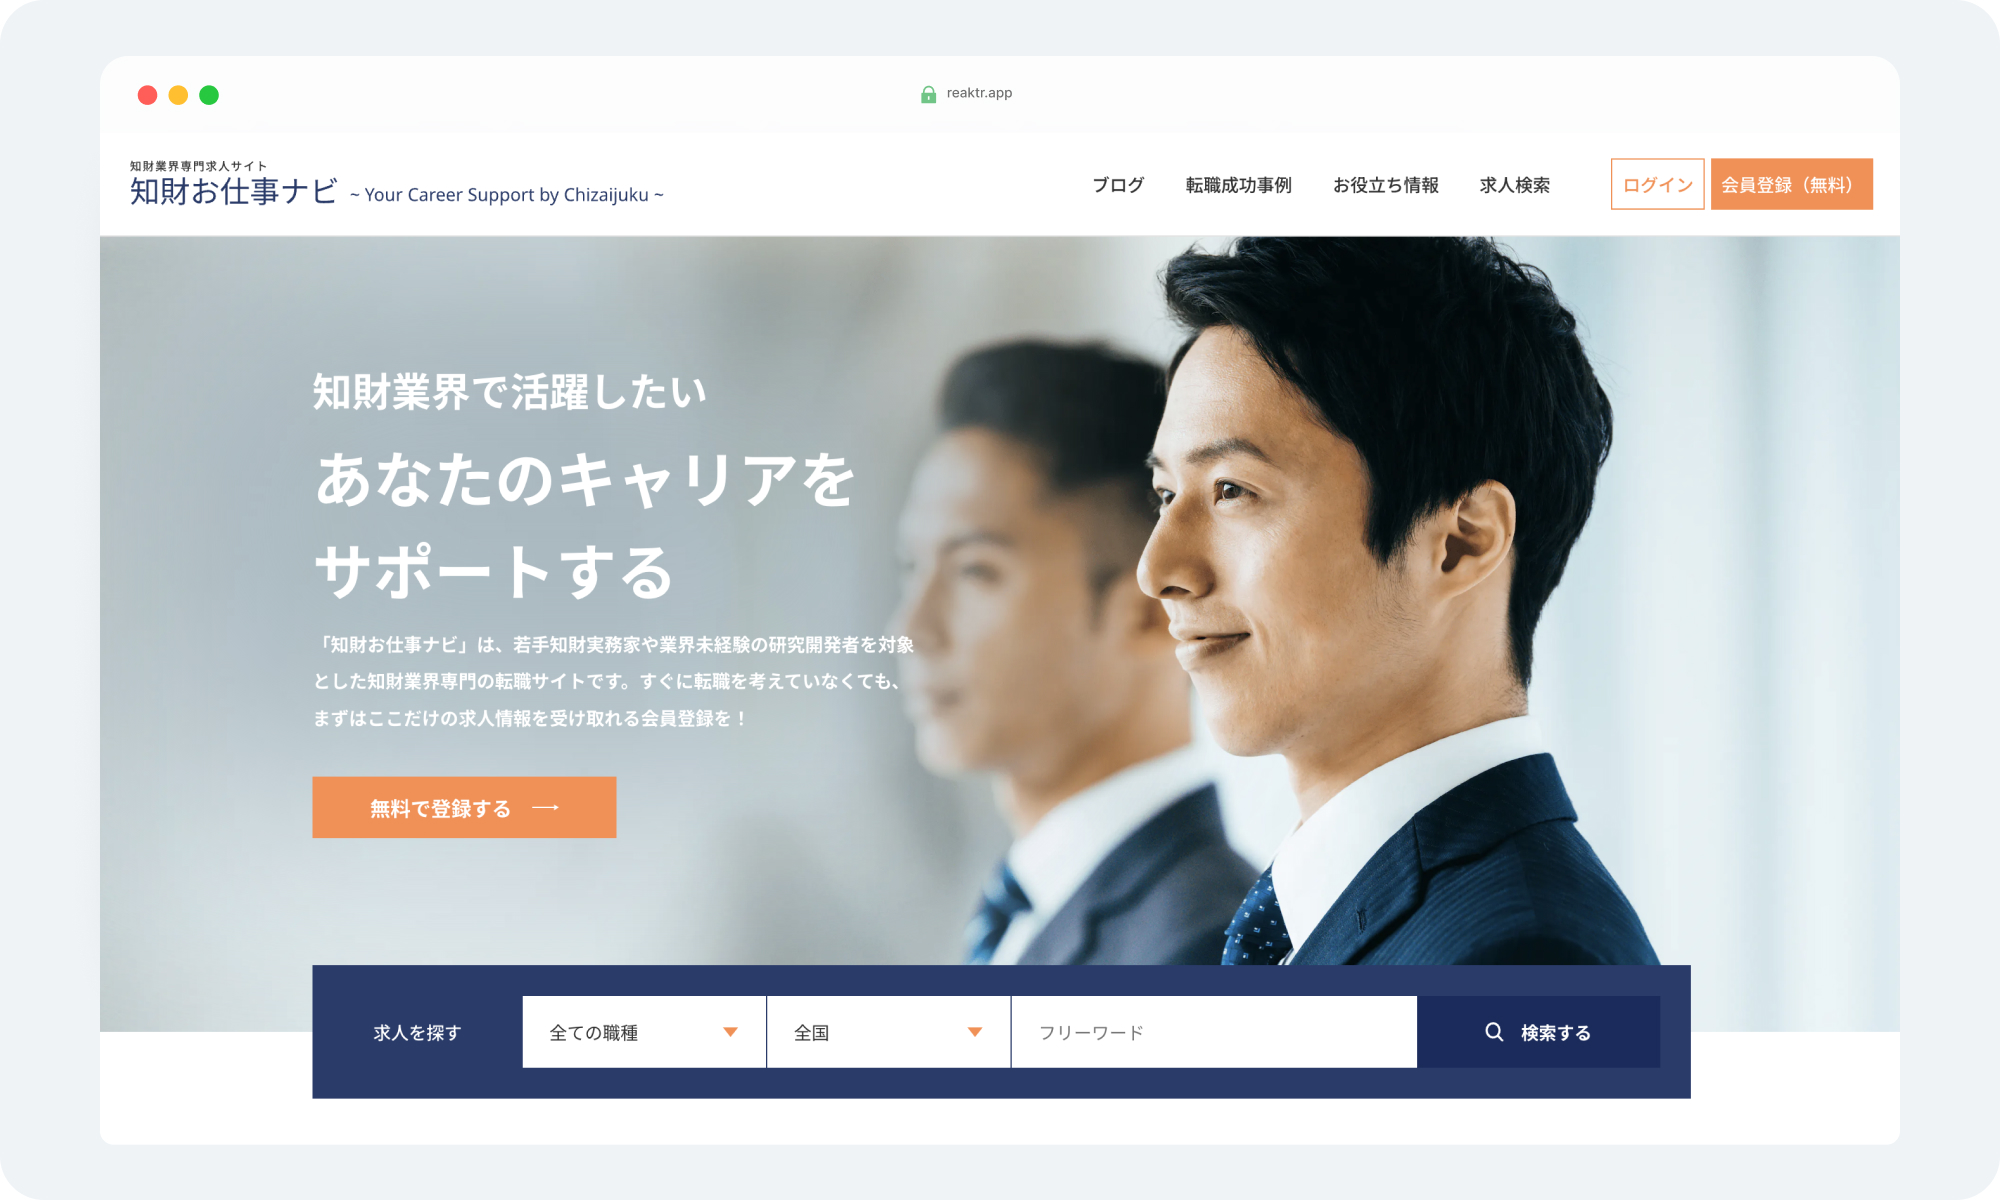 reaktr.app
知財業界専門求人サイト
知財お仕事ナビ ~ Your Career Support by Chizaijuku ~
ブログ 転職成功事例 お役立ち情報 求人検索 ログイン 会員登録（無料）
知財業界で活躍したい
あなたのキャリアを
サポートする
「知財お仕事ナビ」は、若手知財実務家や業界未経験の研究開発者を対象
とした知財業界専門の転職サイトです。すぐに転職を考えていなくても、
まずはここだけの求人情報を受け取れる会員登録を！
無料で登録する
求人を探す 全ての職種 全国 フリーワード 検索する